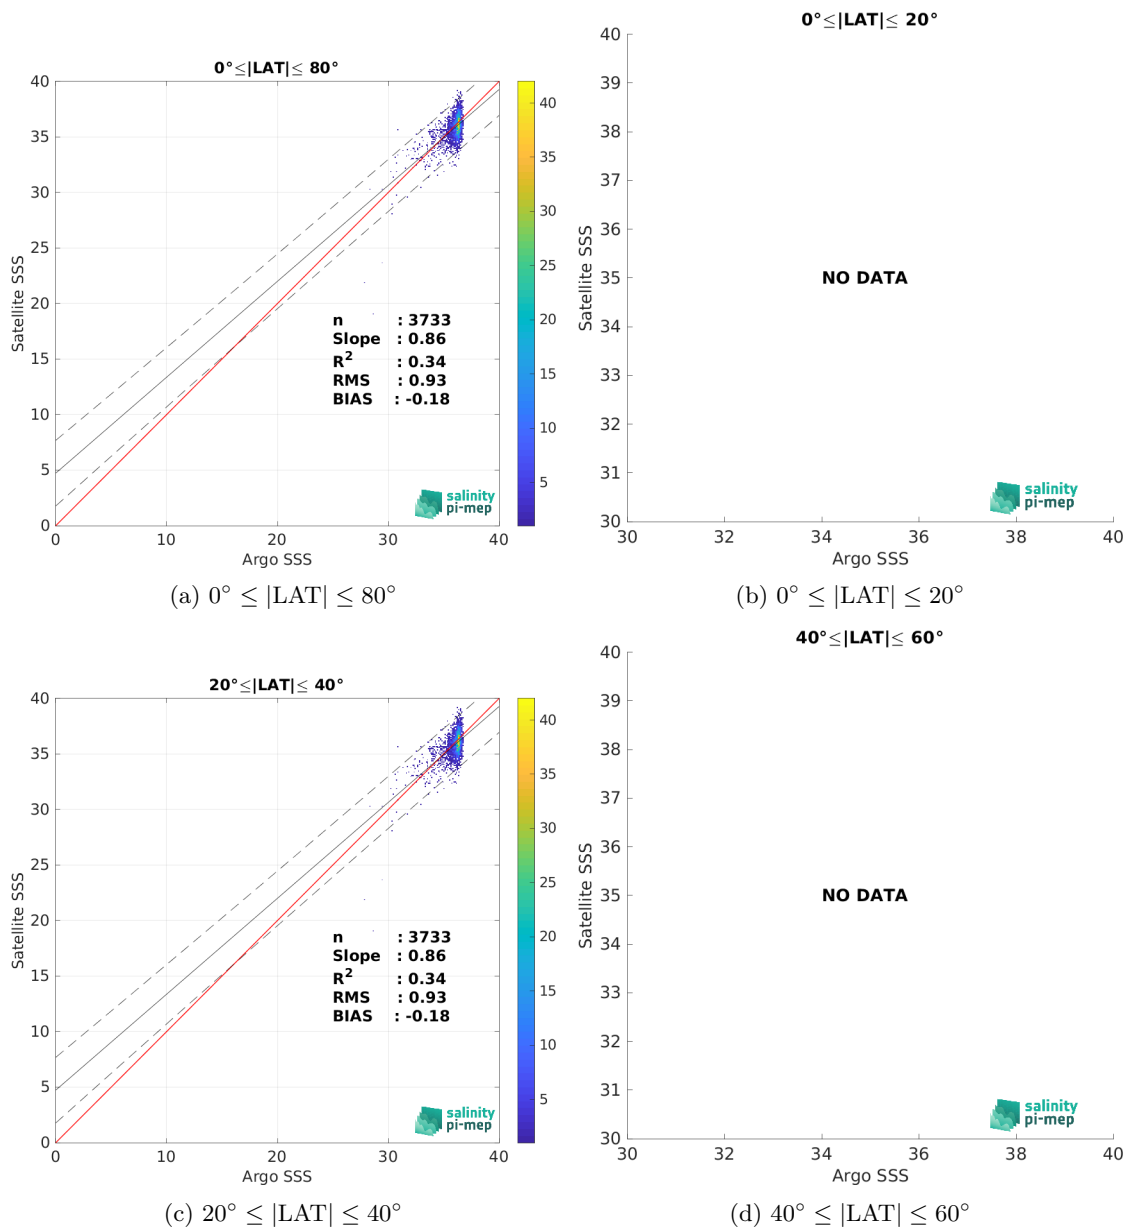 0°≤|LAT|≤ 80°
40
35
30
25
20
15
10
5
0
0
10
20
30
40
Satellite SSS
Argo SSS
n : 3733
Slope : 0.86
R² : 0.34
RMS : 0.93
BIAS : -0.18
salinity
pi-mep
40
35
30
25
20
15
10
5
(a) 0° ≤ |LAT| ≤ 80°
0°≤|LAT|≤ 20°
40
39
38
37
36
35
34
33
32
31
30
30
32
34
36
38
40
Satellite SSS
Argo SSS
NO DATA
salinity
pi-mep
(b) 0° ≤ |LAT| ≤ 20°
20°≤|LAT|≤ 40°
40
35
30
25
20
15
10
5
0
0
10
20
30
40
Satellite SSS
Argo SSS
n : 3733
Slope : 0.86
R² : 0.34
RMS : 0.93
BIAS : -0.18
salinity
pi-mep
40
35
30
25
20
15
10
5
(c) 20° ≤ |LAT| ≤ 40°
40°≤|LAT|≤ 60°
40
39
38
37
36
35
34
33
32
31
30
30
32
34
36
38
40
Satellite SSS
Argo SSS
NO DATA
salinity
pi-mep
(d) 40° ≤ |LAT| ≤ 60°